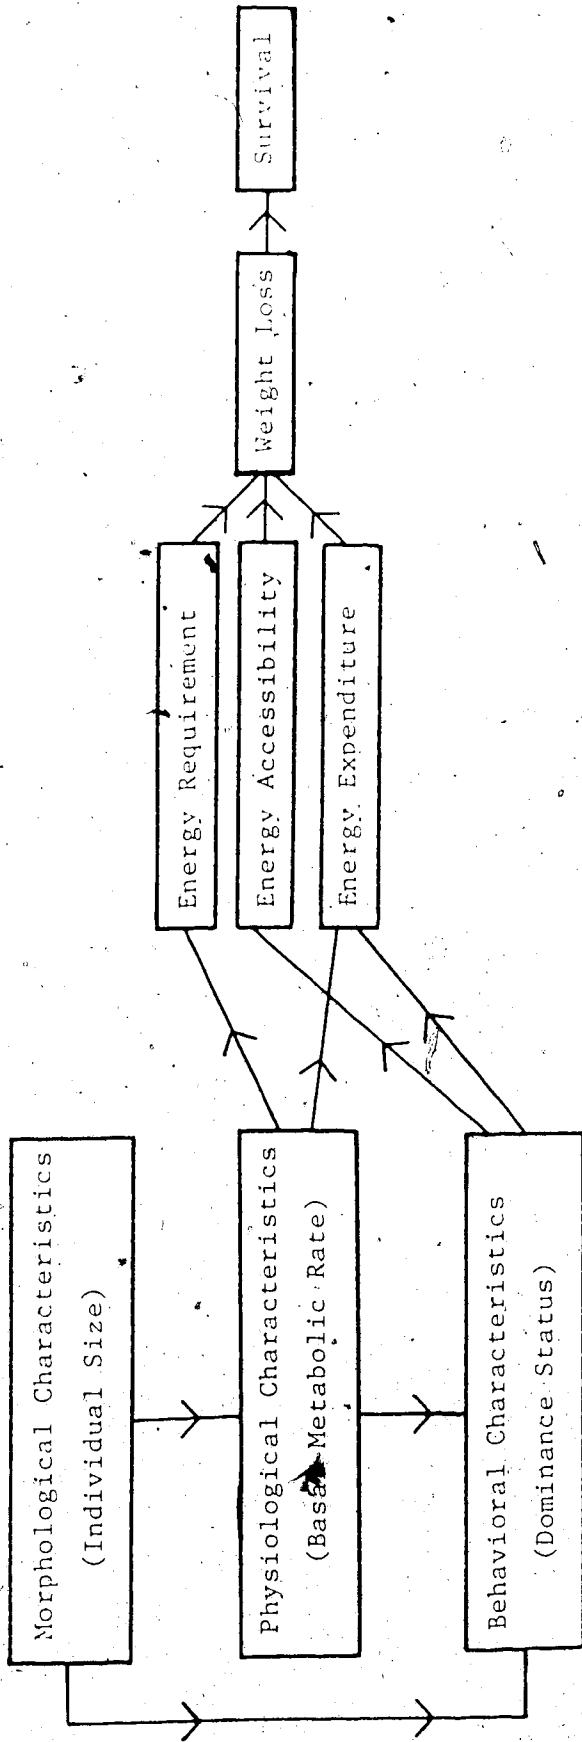 Morphological Characteristics
(Individual Size)
Physiological Characteristics
(Basal Metabolic Rate)
Behavioral Characteristics
(Dominance Status)
Energy Requirement
Energy Accessibility
Energy Expenditure
Weight Loss
Survival